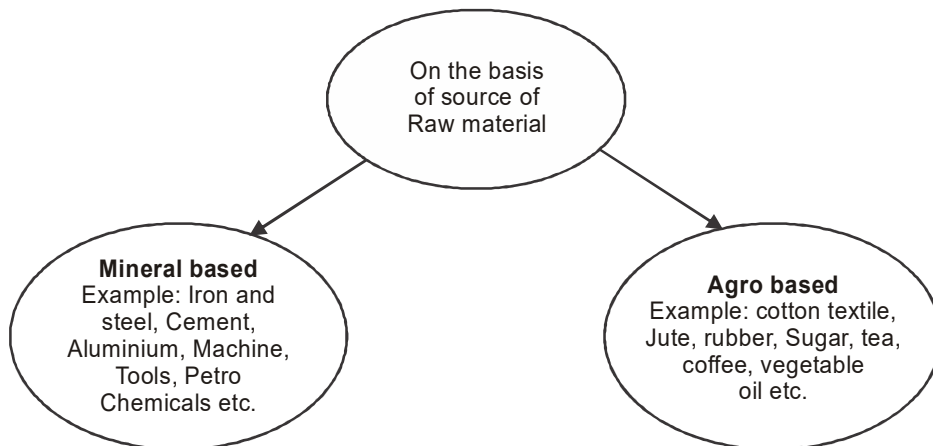 On the basis
of source of
Raw material
Mineral based
Example: Iron and
steel, Cement,
Aluminium, Machine,
Tools, Petro
Chemicals etc.
Agro based
Example: cotton textile,
Jute, rubber, Sugar, tea,
coffee, vegetable
oil etc.